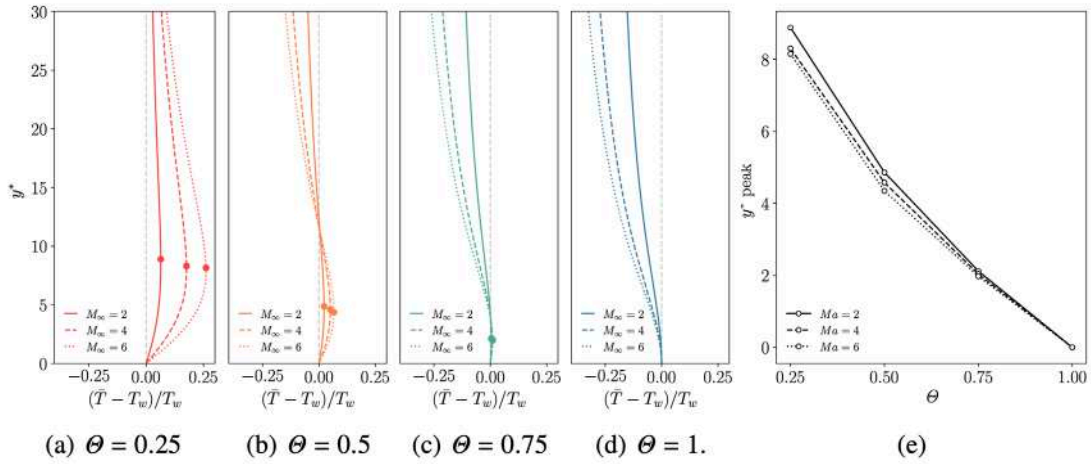 30
25
20
15
10
5
0
y*
M∞ = 2
M∞ = 4
M∞ = 6
−0.25 0.00 0.25
(T̄ − Tw)/Tw
(a) Θ = 0.25
M∞ = 2
M∞ = 4
M∞ = 6
−0.25 0.00 0.25
(T̄ − Tw)/Tw
(b) Θ = 0.5
M∞ = 2
M∞ = 4
M∞ = 6
−0.25 0.00 0.25
(T̄ − Tw)/Tw
(c) Θ = 0.75
M∞ = 2
M∞ = 4
M∞ = 6
−0.25 0.00 0.25
(T̄ − Tw)/Tw
(d) Θ = 1.
8
6
4
2
0
y* peak
Ma = 2
Ma = 4
Ma = 6
0.25 0.50 0.75 1.00
Θ
(e)